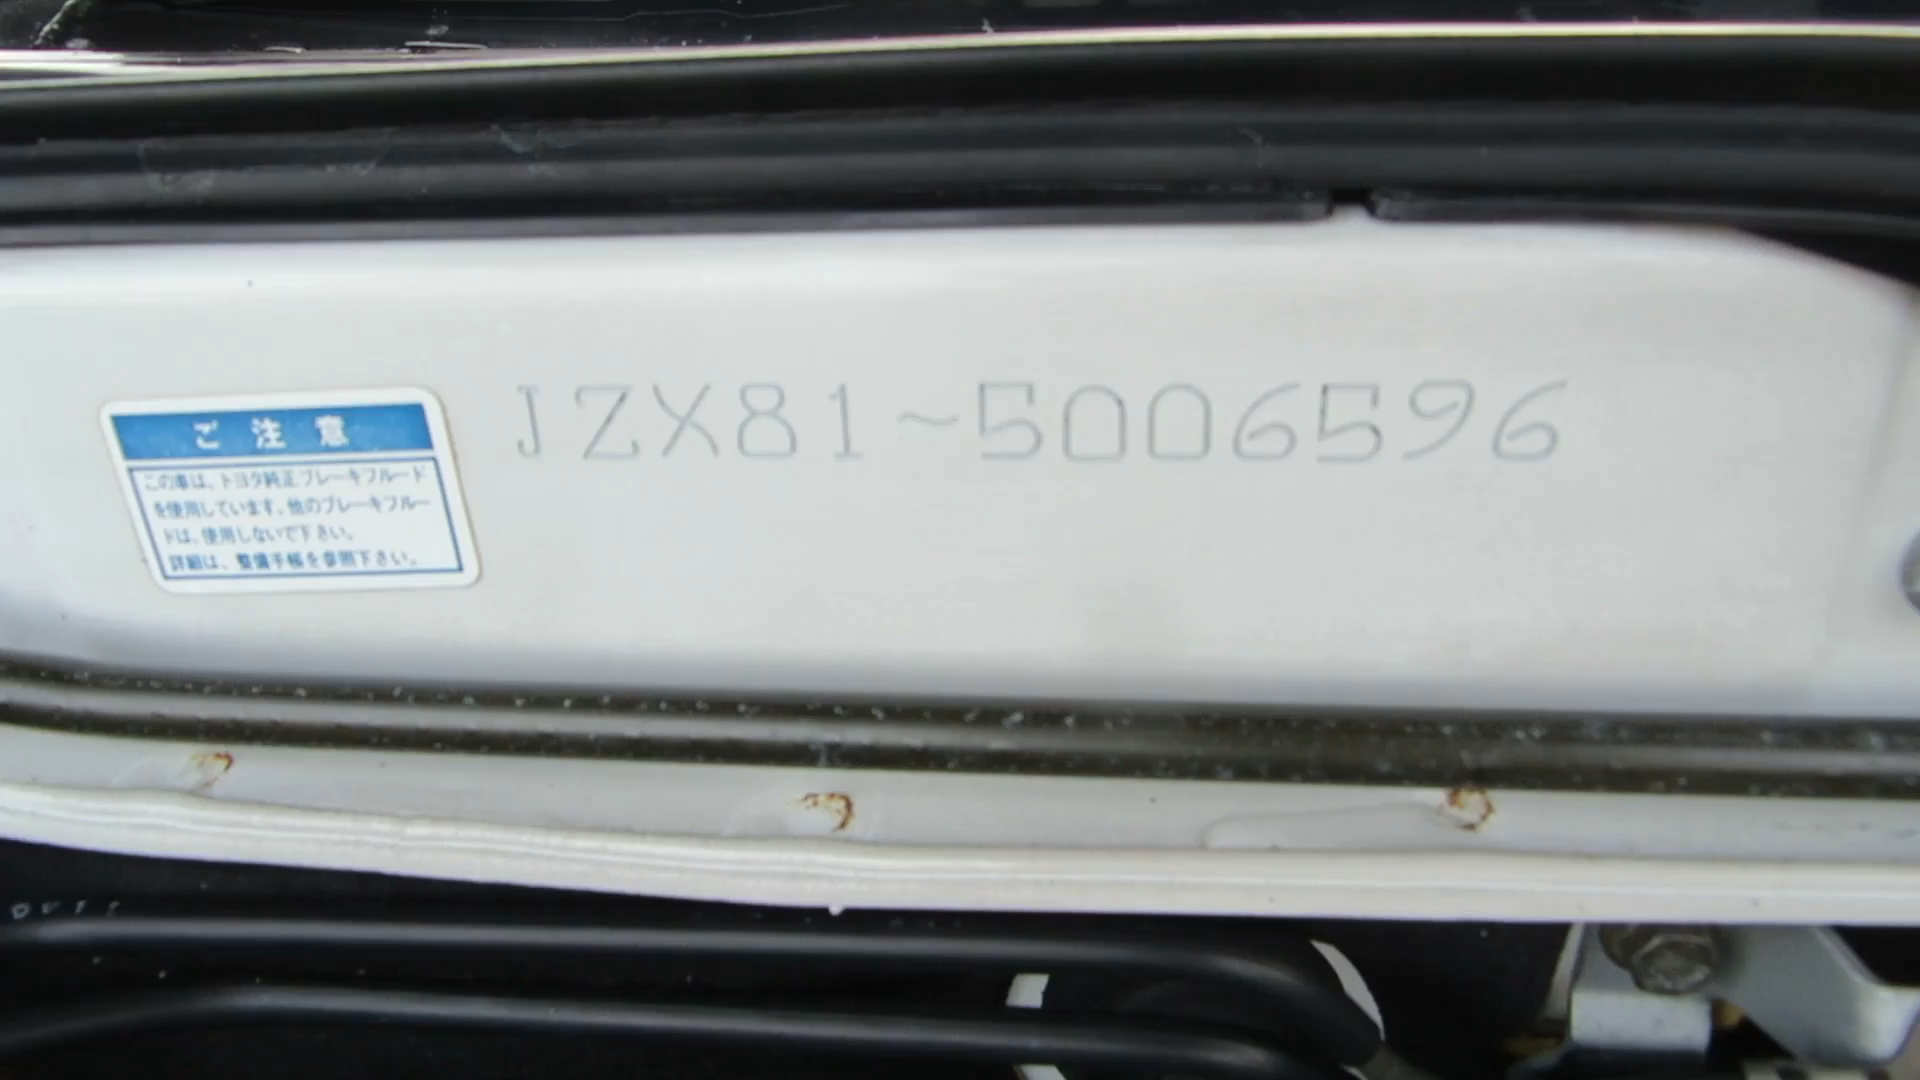 JZX81~5006596
ご注意
この車は、トヨタ純正ブレーキフルード
を使用しています。他のブレーキフルー
ドは、使用しないで下さい。
詳細は、整備手帳を参照下さい。